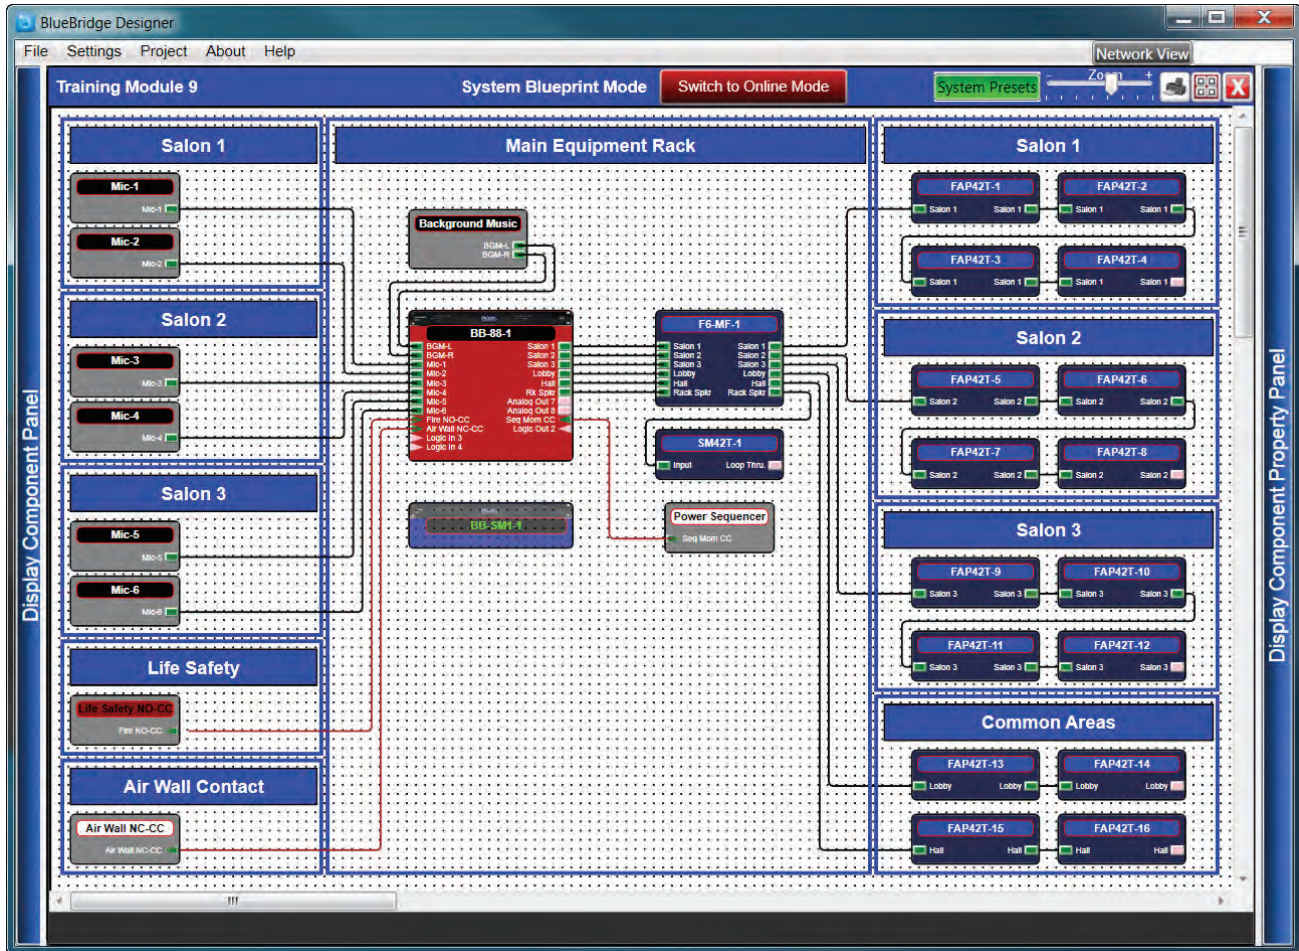 BlueBridge Designer
File Settings Project About Help
Network View
Training Module 9
System Blueprint Mode
Switch to Online Mode
System Presets
- Zoom +
Display Component Panel
Salon 1
Mic-1
Mic-1
Mic-2
Mic-2
Salon 2
Mic-3
Mic-3
Mic-4
Mic-4
Salon 3
Mic-5
Mic-5
Mic-6
Mic-6
Life Safety
Life Safety NO-CC
Fire NO-CC
Air Wall Contact
Air Wall NC-CC
Air Wall NC-CC
Main Equipment Rack
Background Music
BGM-L
BGM-R
BB-88-1
BGM-L Salon 1
BGM-R Salon 2
Mic-1 Salon 3
Mic-2 Lobby
Mic-3 Hall
Mic-4 Rk Spkr
Mic-5 Analog Out 7
Mic-6 Analog Out 8
Fire NO-CC Seq Mom CC
Air Wall NC-CC Logic Out 2
Logic In 3
Logic In 4
BB-SM1-1
F6-MF-1
Salon 1 Salon 1
Salon 2 Salon 2
Salon 3 Salon 3
Lobby Lobby
Hall Hall
Rack Spkr Rack Spkr
SM42T-1
Input Loop Thru.
Power Sequencer
Seq Mom CC
Salon 1
FAP42T-1 FAP42T-2
Salon 1 Salon 1 Salon 1 Salon 1
FAP42T-3 FAP42T-4
Salon 1 Salon 1 Salon 1 Salon 1
Salon 2
FAP42T-5 FAP42T-6
Salon 2 Salon 2 Salon 2 Salon 2
FAP42T-7 FAP42T-8
Salon 2 Salon 2 Salon 2 Salon 2
Salon 3
FAP42T-9 FAP42T-10
Salon 3 Salon 3 Salon 3 Salon 3
FAP42T-11 FAP42T-12
Salon 3 Salon 3 Salon 3 Salon 3
Common Areas
FAP42T-13 FAP42T-14
Lobby Lobby Lobby Lobby
FAP42T-15 FAP42T-16
Hall Hall Hall Hall
Display Component Property Panel